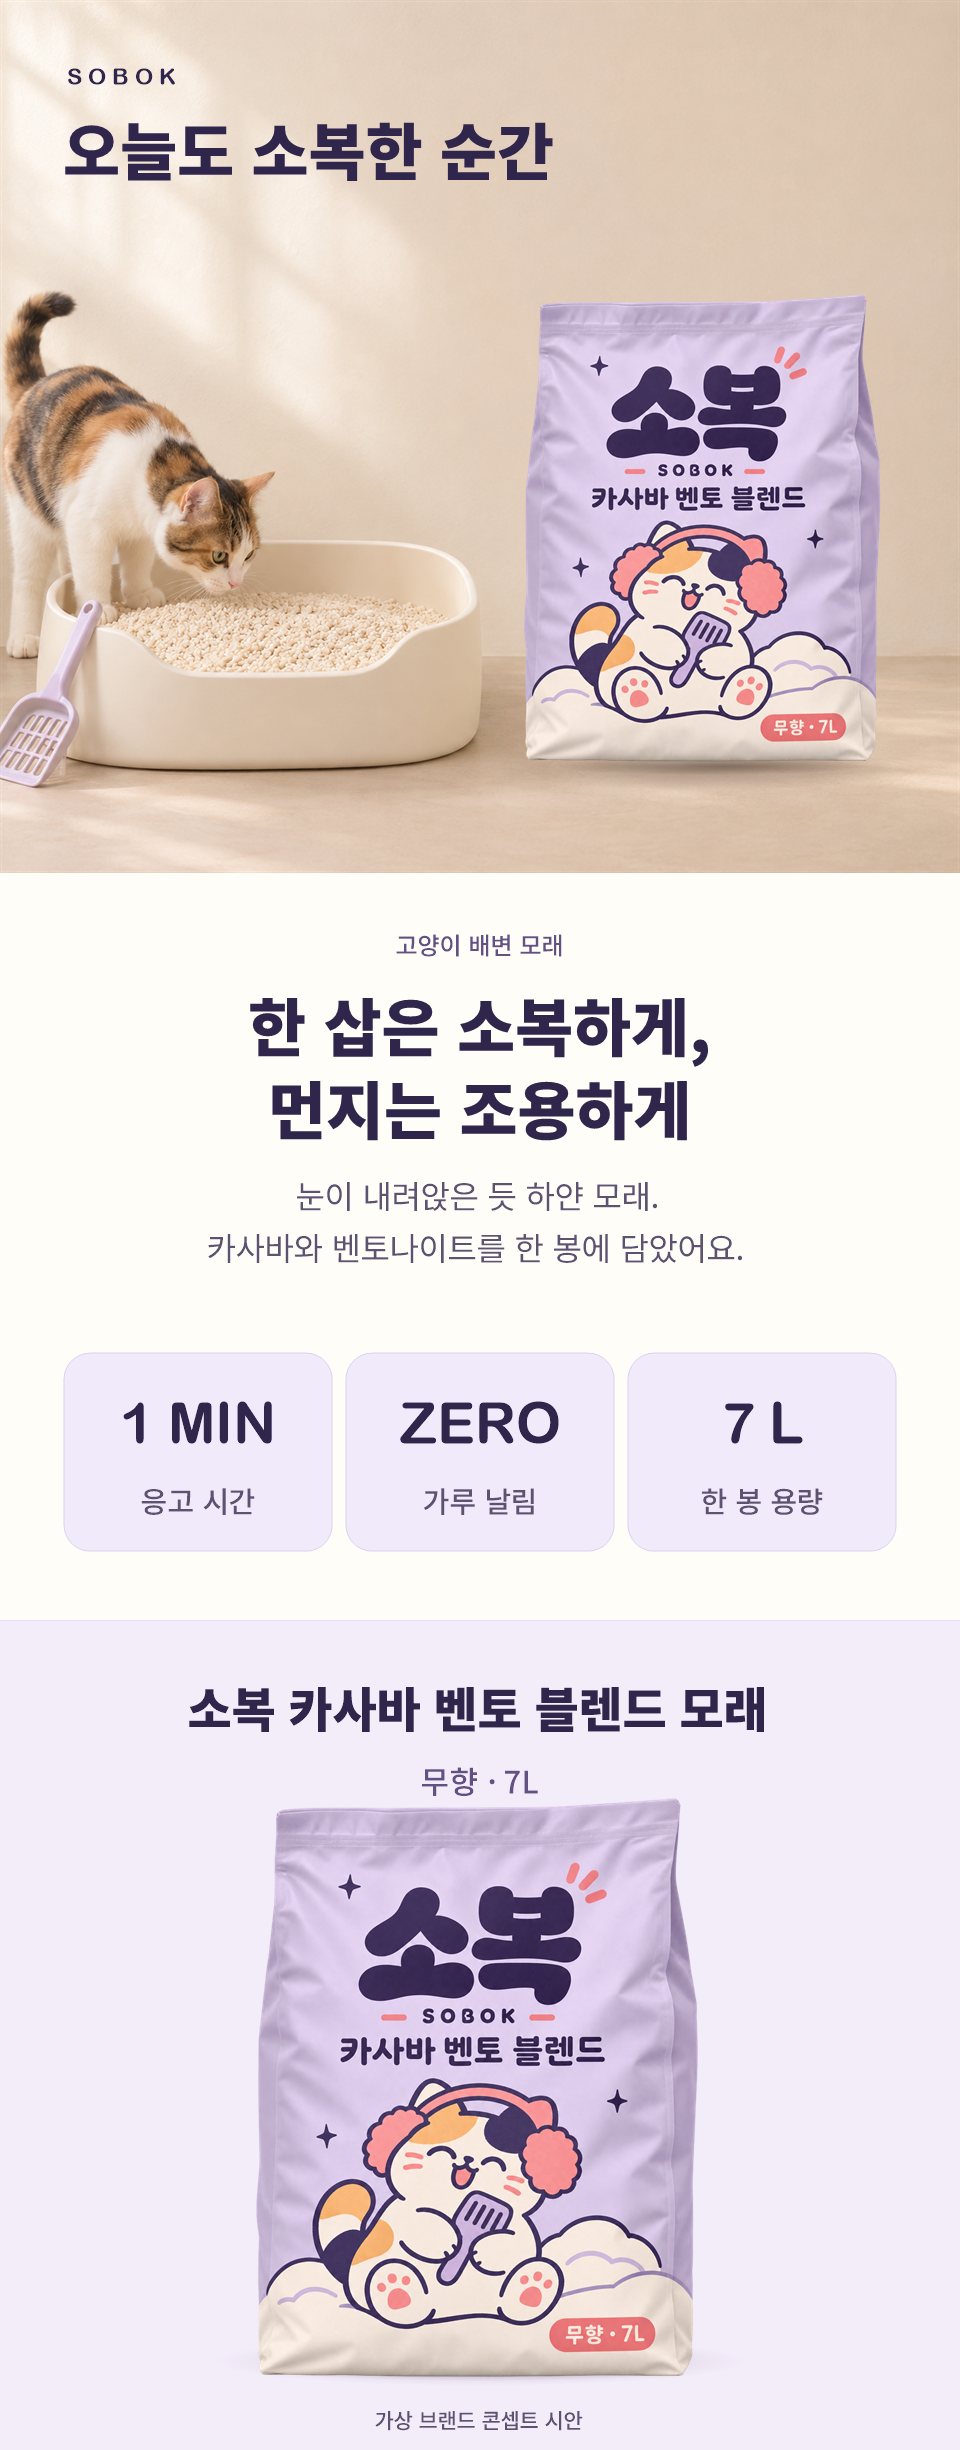 SOBOK
오늘도 소복한 순간
소복
SOBOK
카사바 벤토 블렌드
무향 · 7L
고양이 배변 모래
한 삽은 소복하게,
먼지는 조용하게
눈이 내려앉은 듯 하얀 모래.
카사바와 벤토나이트를 한 봉에 담았어요.
1 MIN
응고 시간
ZERO
가루 날림
7 L
한 봉 용량
소복 카사바 벤토 블렌드 모래
무향 · 7L
소복
SOBOK
카사바 벤토 블렌드
무향 · 7L
가상 브랜드 콘셉트 시안